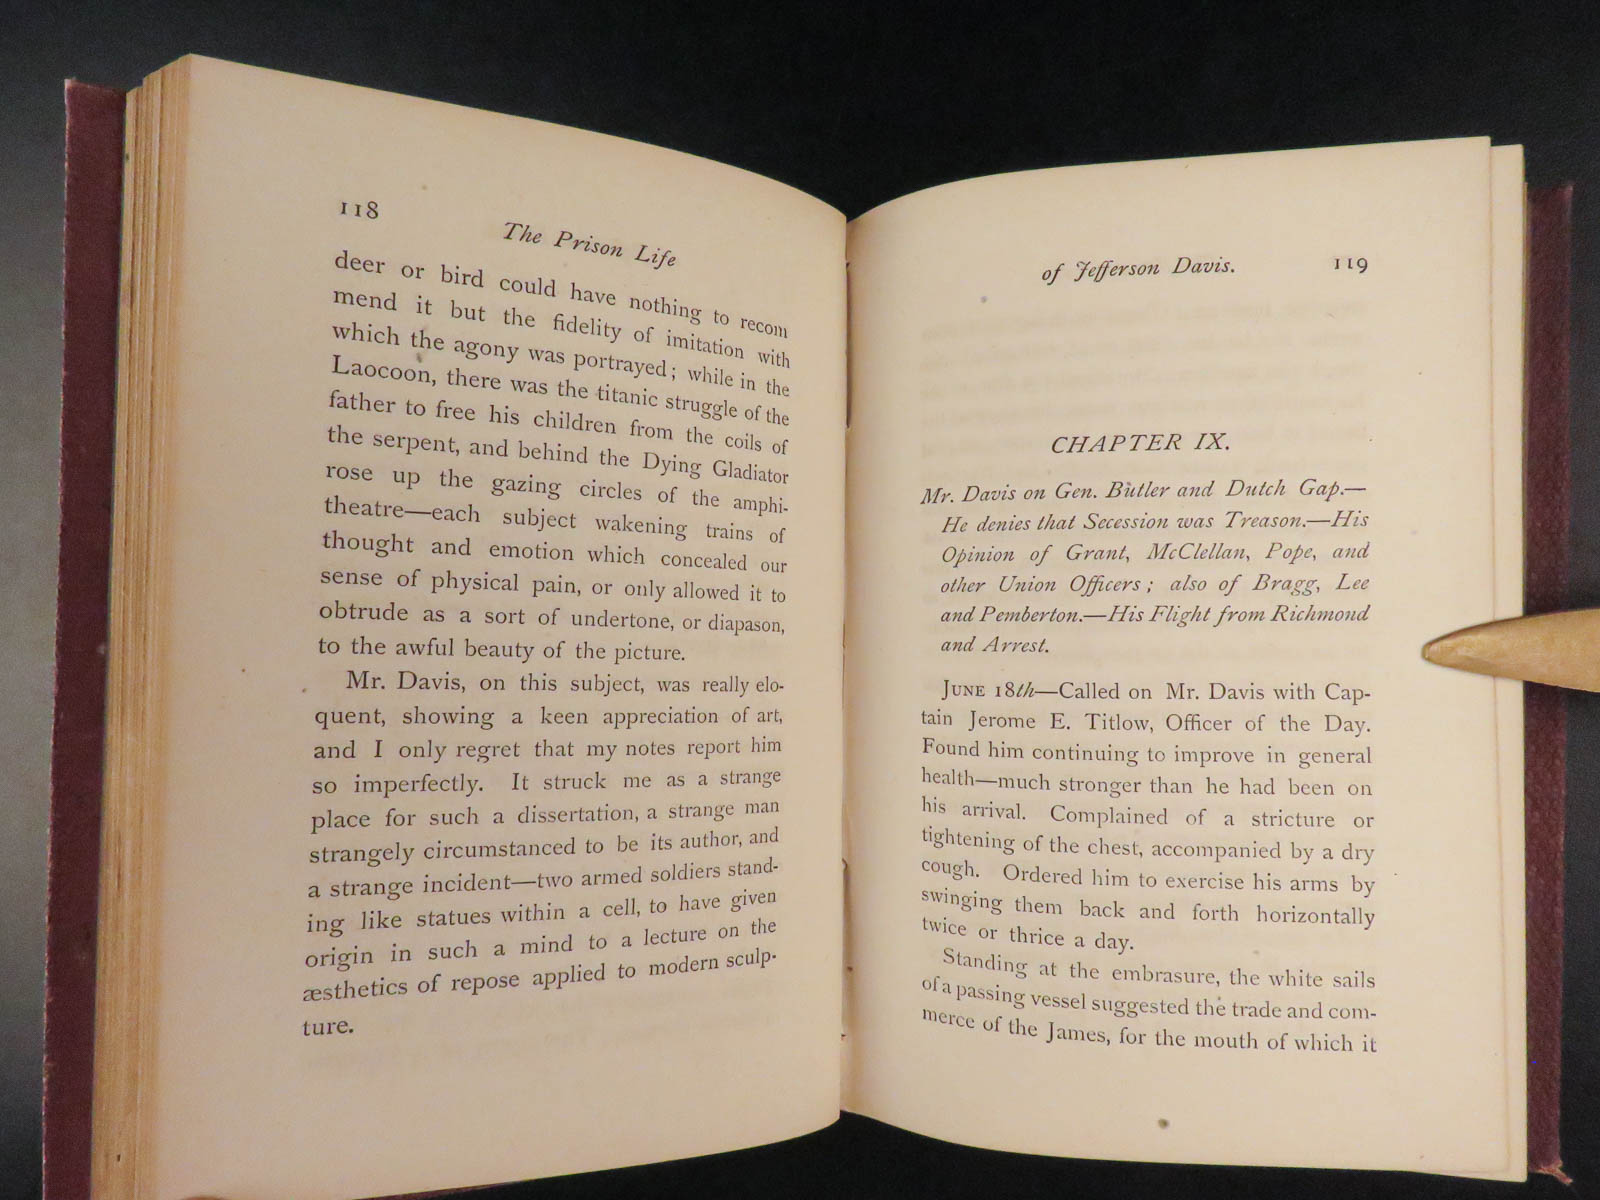 118
The Prison Life
deer or bird could have nothing to recom
mend it but the fidelity of imitation with
which the agony was portrayed; while in the
Laocoon, there was the titanic struggle of the
father to free his children from the coils of
the serpent, and behind the Dying Gladiator
rose up the gazing circles of the amphi-
theatre—each subject wakening trains of
thought and emotion which concealed our
sense of physical pain, or only allowed it to
obtrude as a sort of undertone, or diapason,
to the awful beauty of the picture.
Mr. Davis, on this subject, was really elo-
quent, showing a keen appreciation of art,
and I only regret that my notes report him
so imperfectly. It struck me as a strange
place for such a dissertation, a strange man
strangely circumstanced to be its author, and
a strange incident—two armed soldiers stand-
ing like statues within a cell, to have given
origin in such a mind to a lecture on the
æsthetics of repose applied to modern sculp-
ture.
of Jefferson Davis. 119
CHAPTER IX.
Mr. Davis on Gen. Butler and Dutch Gap.—
He denies that Secession was Treason.—His
Opinion of Grant, McClellan, Pope, and
other Union Officers; also of Bragg, Lee
and Pemberton.—His Flight from Richmond
and Arrest.
JUNE 18th—Called on Mr. Davis with Cap-
tain Jerome E. Titlow, Officer of the Day.
Found him continuing to improve in general
health—much stronger than he had been on
his arrival. Complained of a stricture or
tightening of the chest, accompanied by a dry
cough. Ordered him to exercise his arms by
swinging them back and forth horizontally
twice or thrice a day.
Standing at the embrasure, the white sails
of a passing vessel suggested the trade and com-
merce of the James, for the mouth of which it